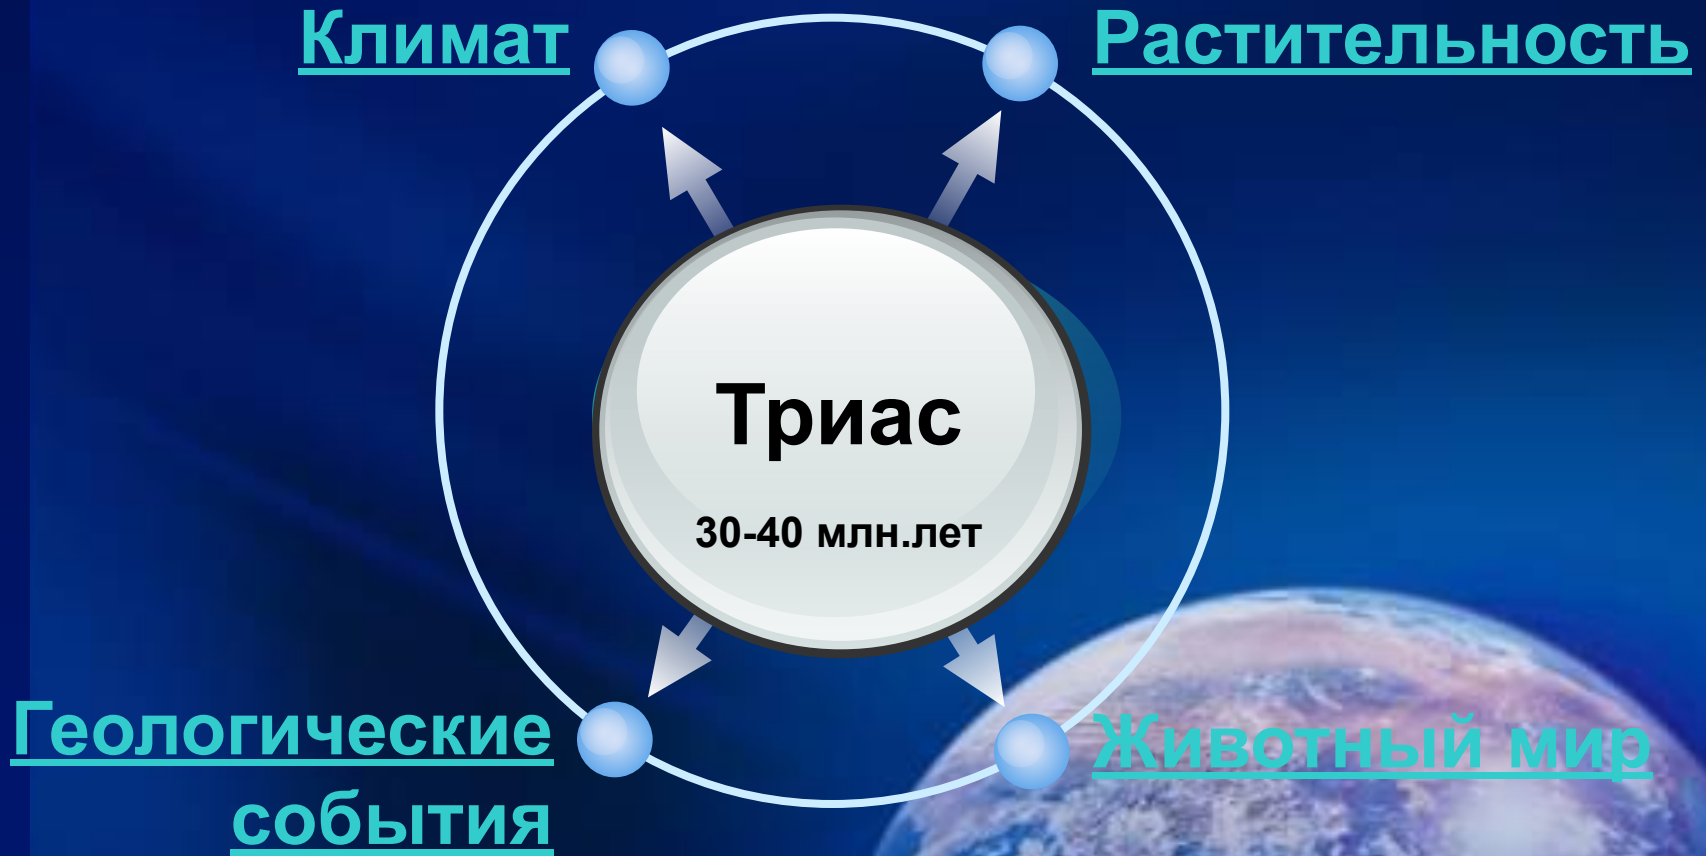 Климат
Растительность
Триас
30-40 млн.лет
Геологические
события
Животный мир